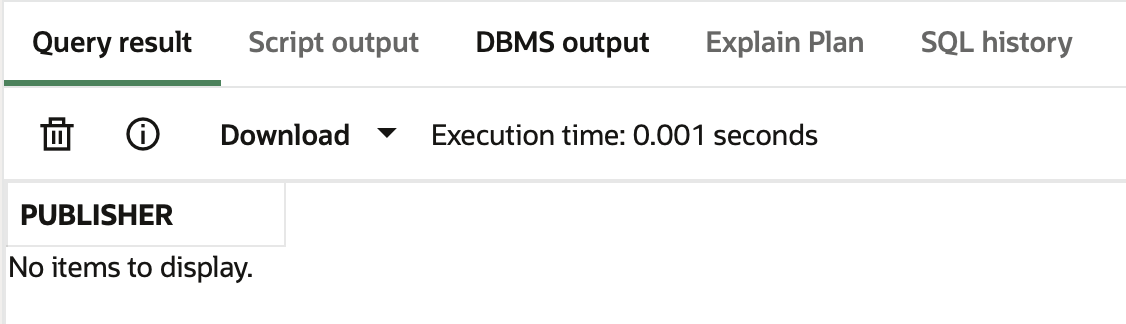 Query result Script output DBMS output Explain Plan SQL history
Download Execution time: 0.001 seconds
PUBLISHER
No items to display.